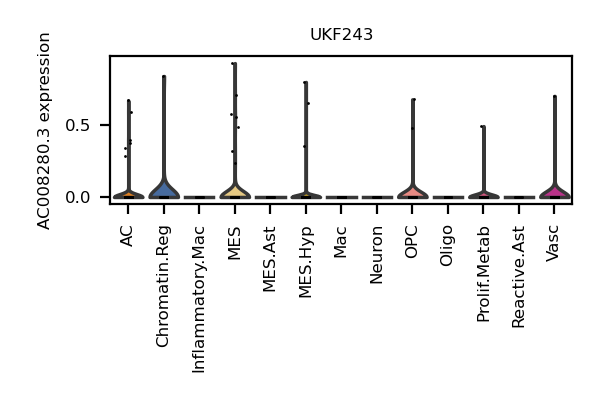 UKF243
AC008280.3 expression
0.5
0.0
AC
Chromatin.Reg
Inflammatory.Mac
MES
MES.Ast
MES.Hyp
Mac
Neuron
OPC
Oligo
Prolif.Metab
Reactive.Ast
Vasc